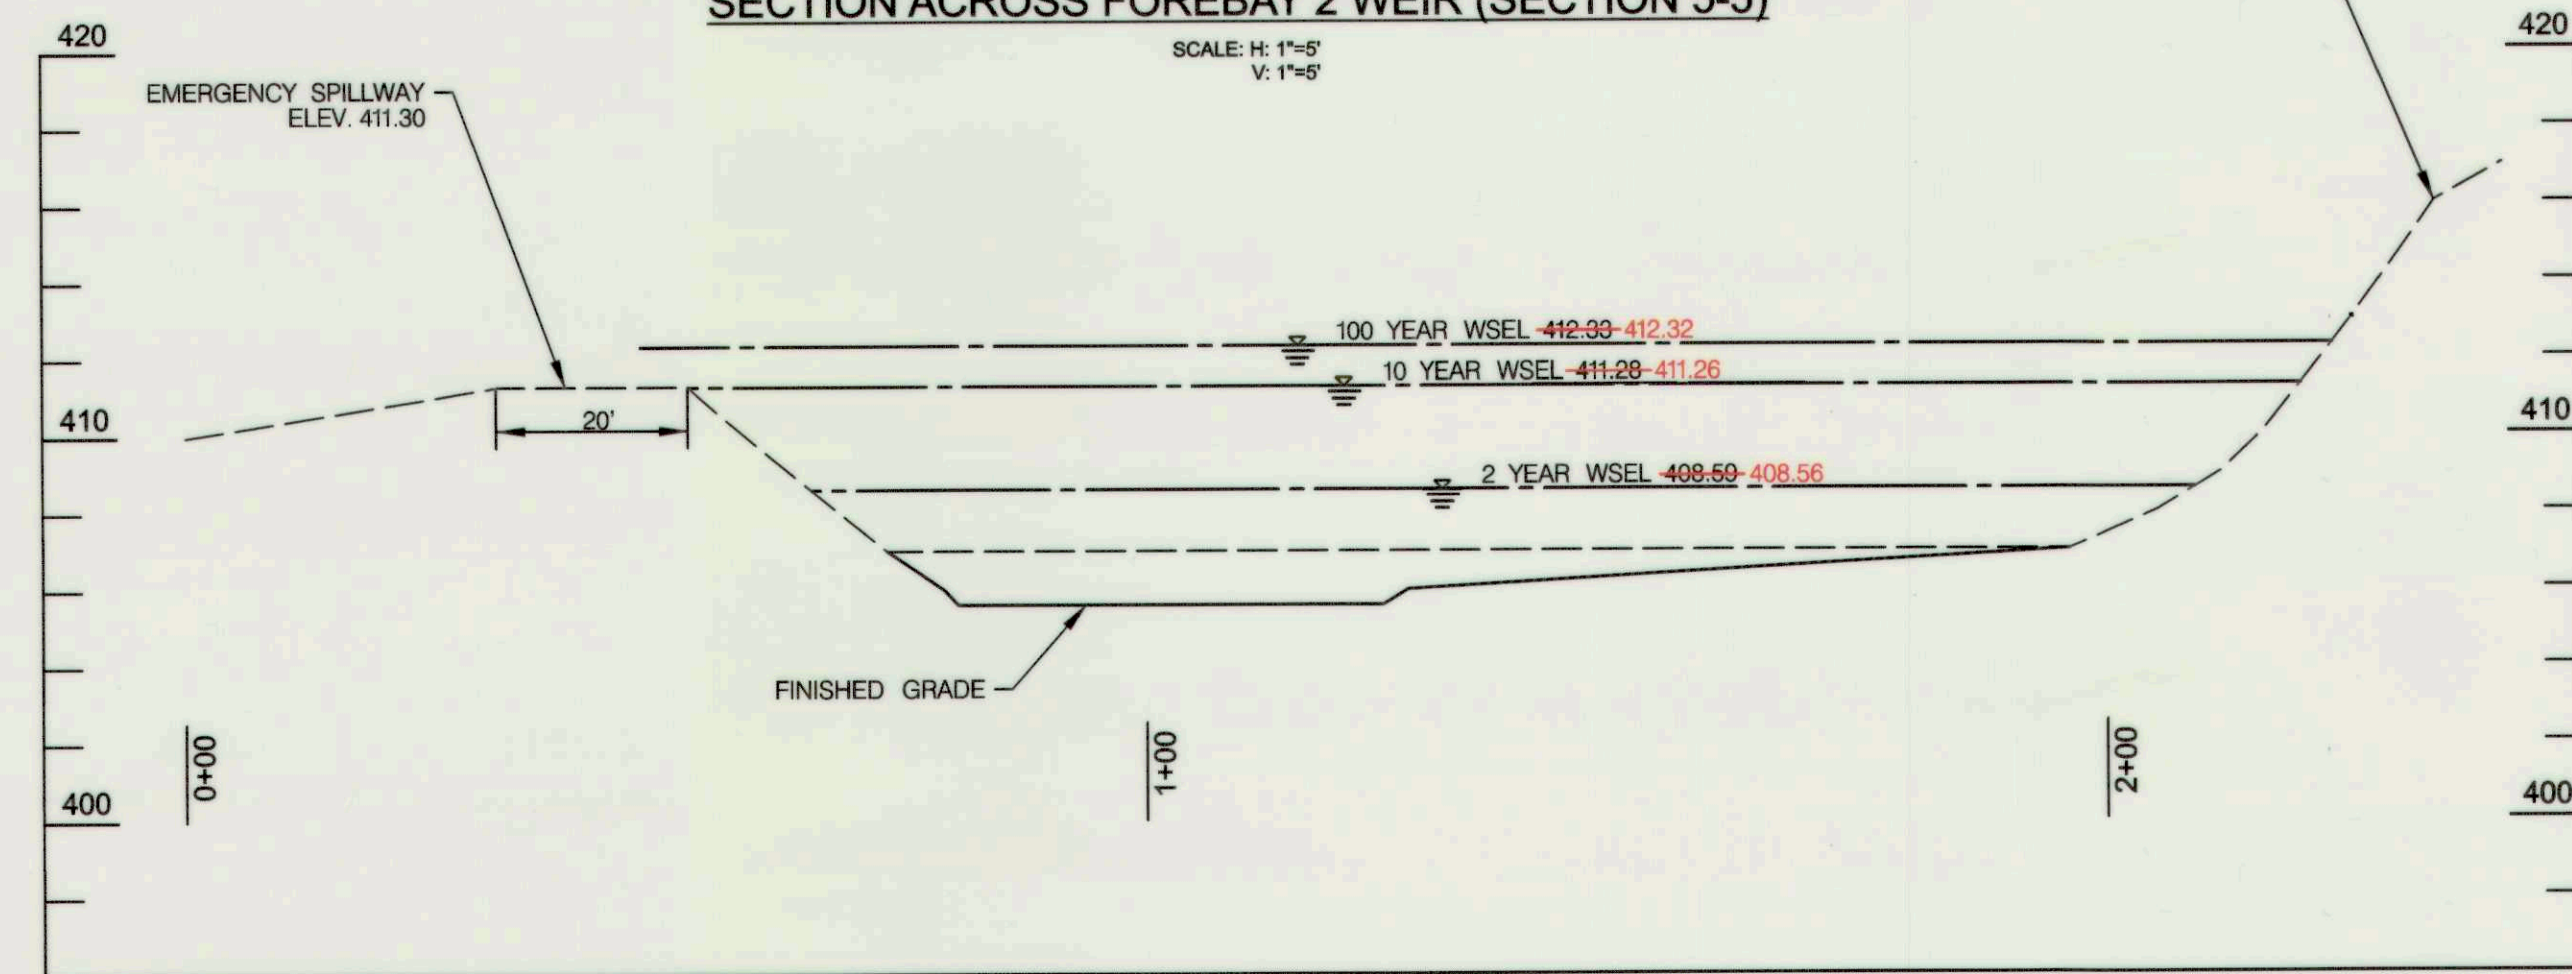 SECTION ACROSS FOREBAY 2 WEIR (SECTION 5-5)
SCALE: H: 1"=5'
V: 1"=5'
420
420
EMERGENCY SPILLWAY
ELEV. 411.30
100 YEAR WSEL 412.33 412.32
10 YEAR WSEL 411.28 411.26
410
20'
410
2 YEAR WSEL 408.59 408.56
FINISHED GRADE
0+00
1+00
2+00
400
400